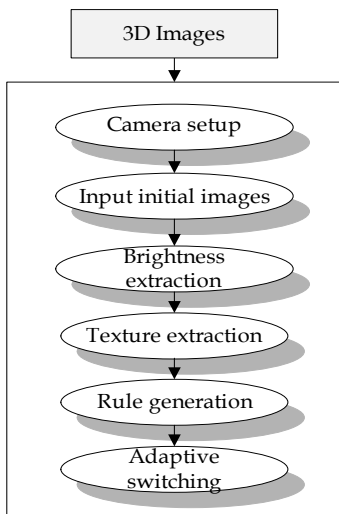 3D Images
Camera setup
Input initial images
Brightness
extraction
Texture extraction
Rule generation
Adaptive
switching